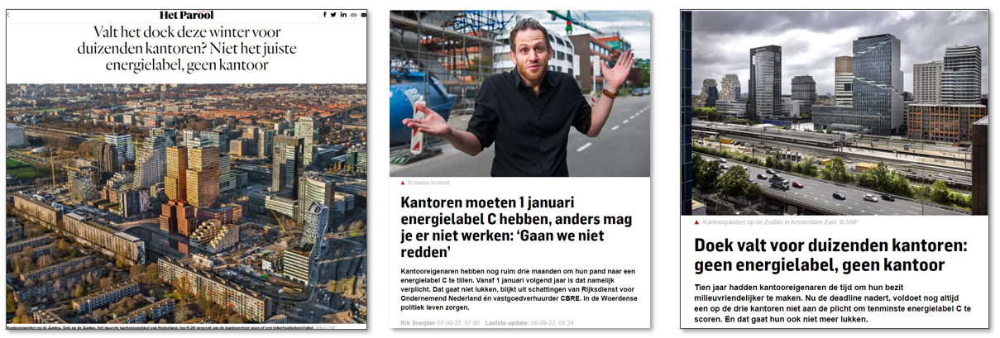 Het Parool
Valt het doek deze winter voor
duizenden kantoren? Niet het juiste
energielabel, geen kantoor
Kantoorpanden op de Zuidas. Ook op de Zuidas, het duurste kantorengebied van Nederland, heeft 20 procent van de kantoorvloer geen of een tekortschietend label
© Marnix Schmidt
Kantoren moeten 1 januari
energielabel C hebben, anders mag
je er niet werken: ‘Gaan we niet
redden’
Kantooreigenaren hebben nog ruim drie maanden om hun pand naar een
energielabel C te tillen. Vanaf 1 januari volgend jaar is dat namelijk
verplicht. Dat gaat niet lukken, blijkt uit schattingen van Rijksdienst voor
Ondernemend Nederland én vastgoedverhuurder CBRE. In de Woerdense
politiek leven zorgen.
Rik Sneijder 07-09-22, 07:00 Laatste update: 08-09-22, 08:24
Kantoorpanden op de Zuidas in Amsterdam Zuid. © ANP
Doek valt voor duizenden kantoren:
geen energielabel, geen kantoor
Tien jaar hadden kantooreigenaren de tijd om hun bezit
milieuvriendelijker te maken. Nu de deadline nadert, voldoet nog altijd
een op de drie kantoren niet aan de plicht om tenminste energielabel C te
scoren. En dat gaat hun ook niet meer lukken.